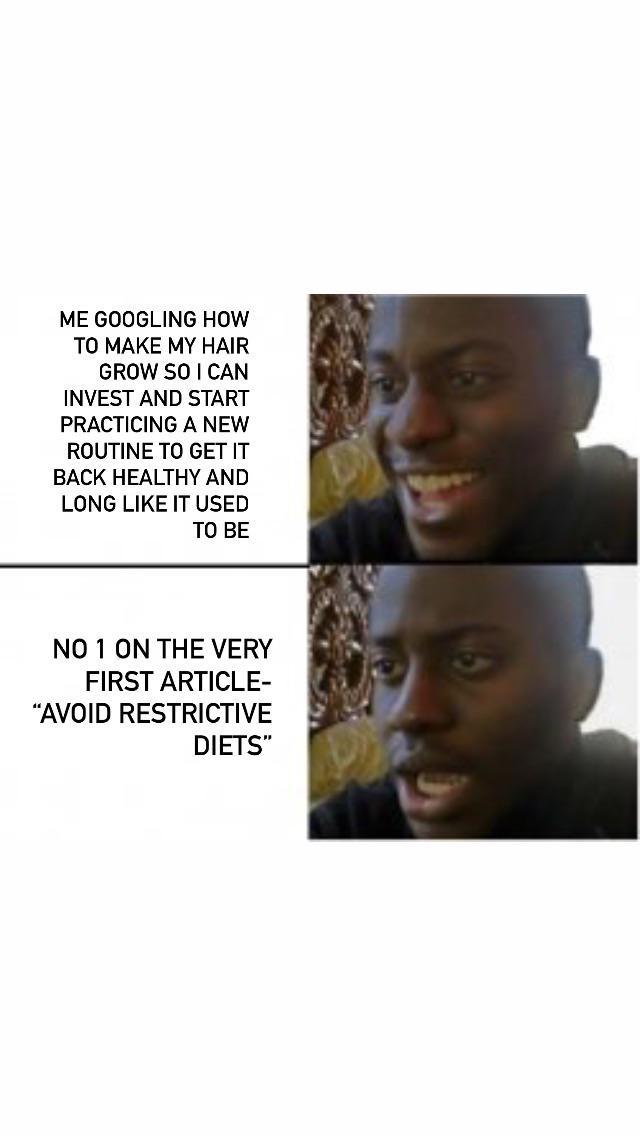 ME GOOGLING HOW
TO MAKE MY HAIR
GROW SO I CAN
INVEST AND START
PRACTICING A NEW
ROUTINE TO GET IT
BACK HEALTHY AND
LONG LIKE IT USED
TO BE
NO 1 ON THE VERY
FIRST ARTICLE-
“AVOID RESTRICTIVE
DIETS”